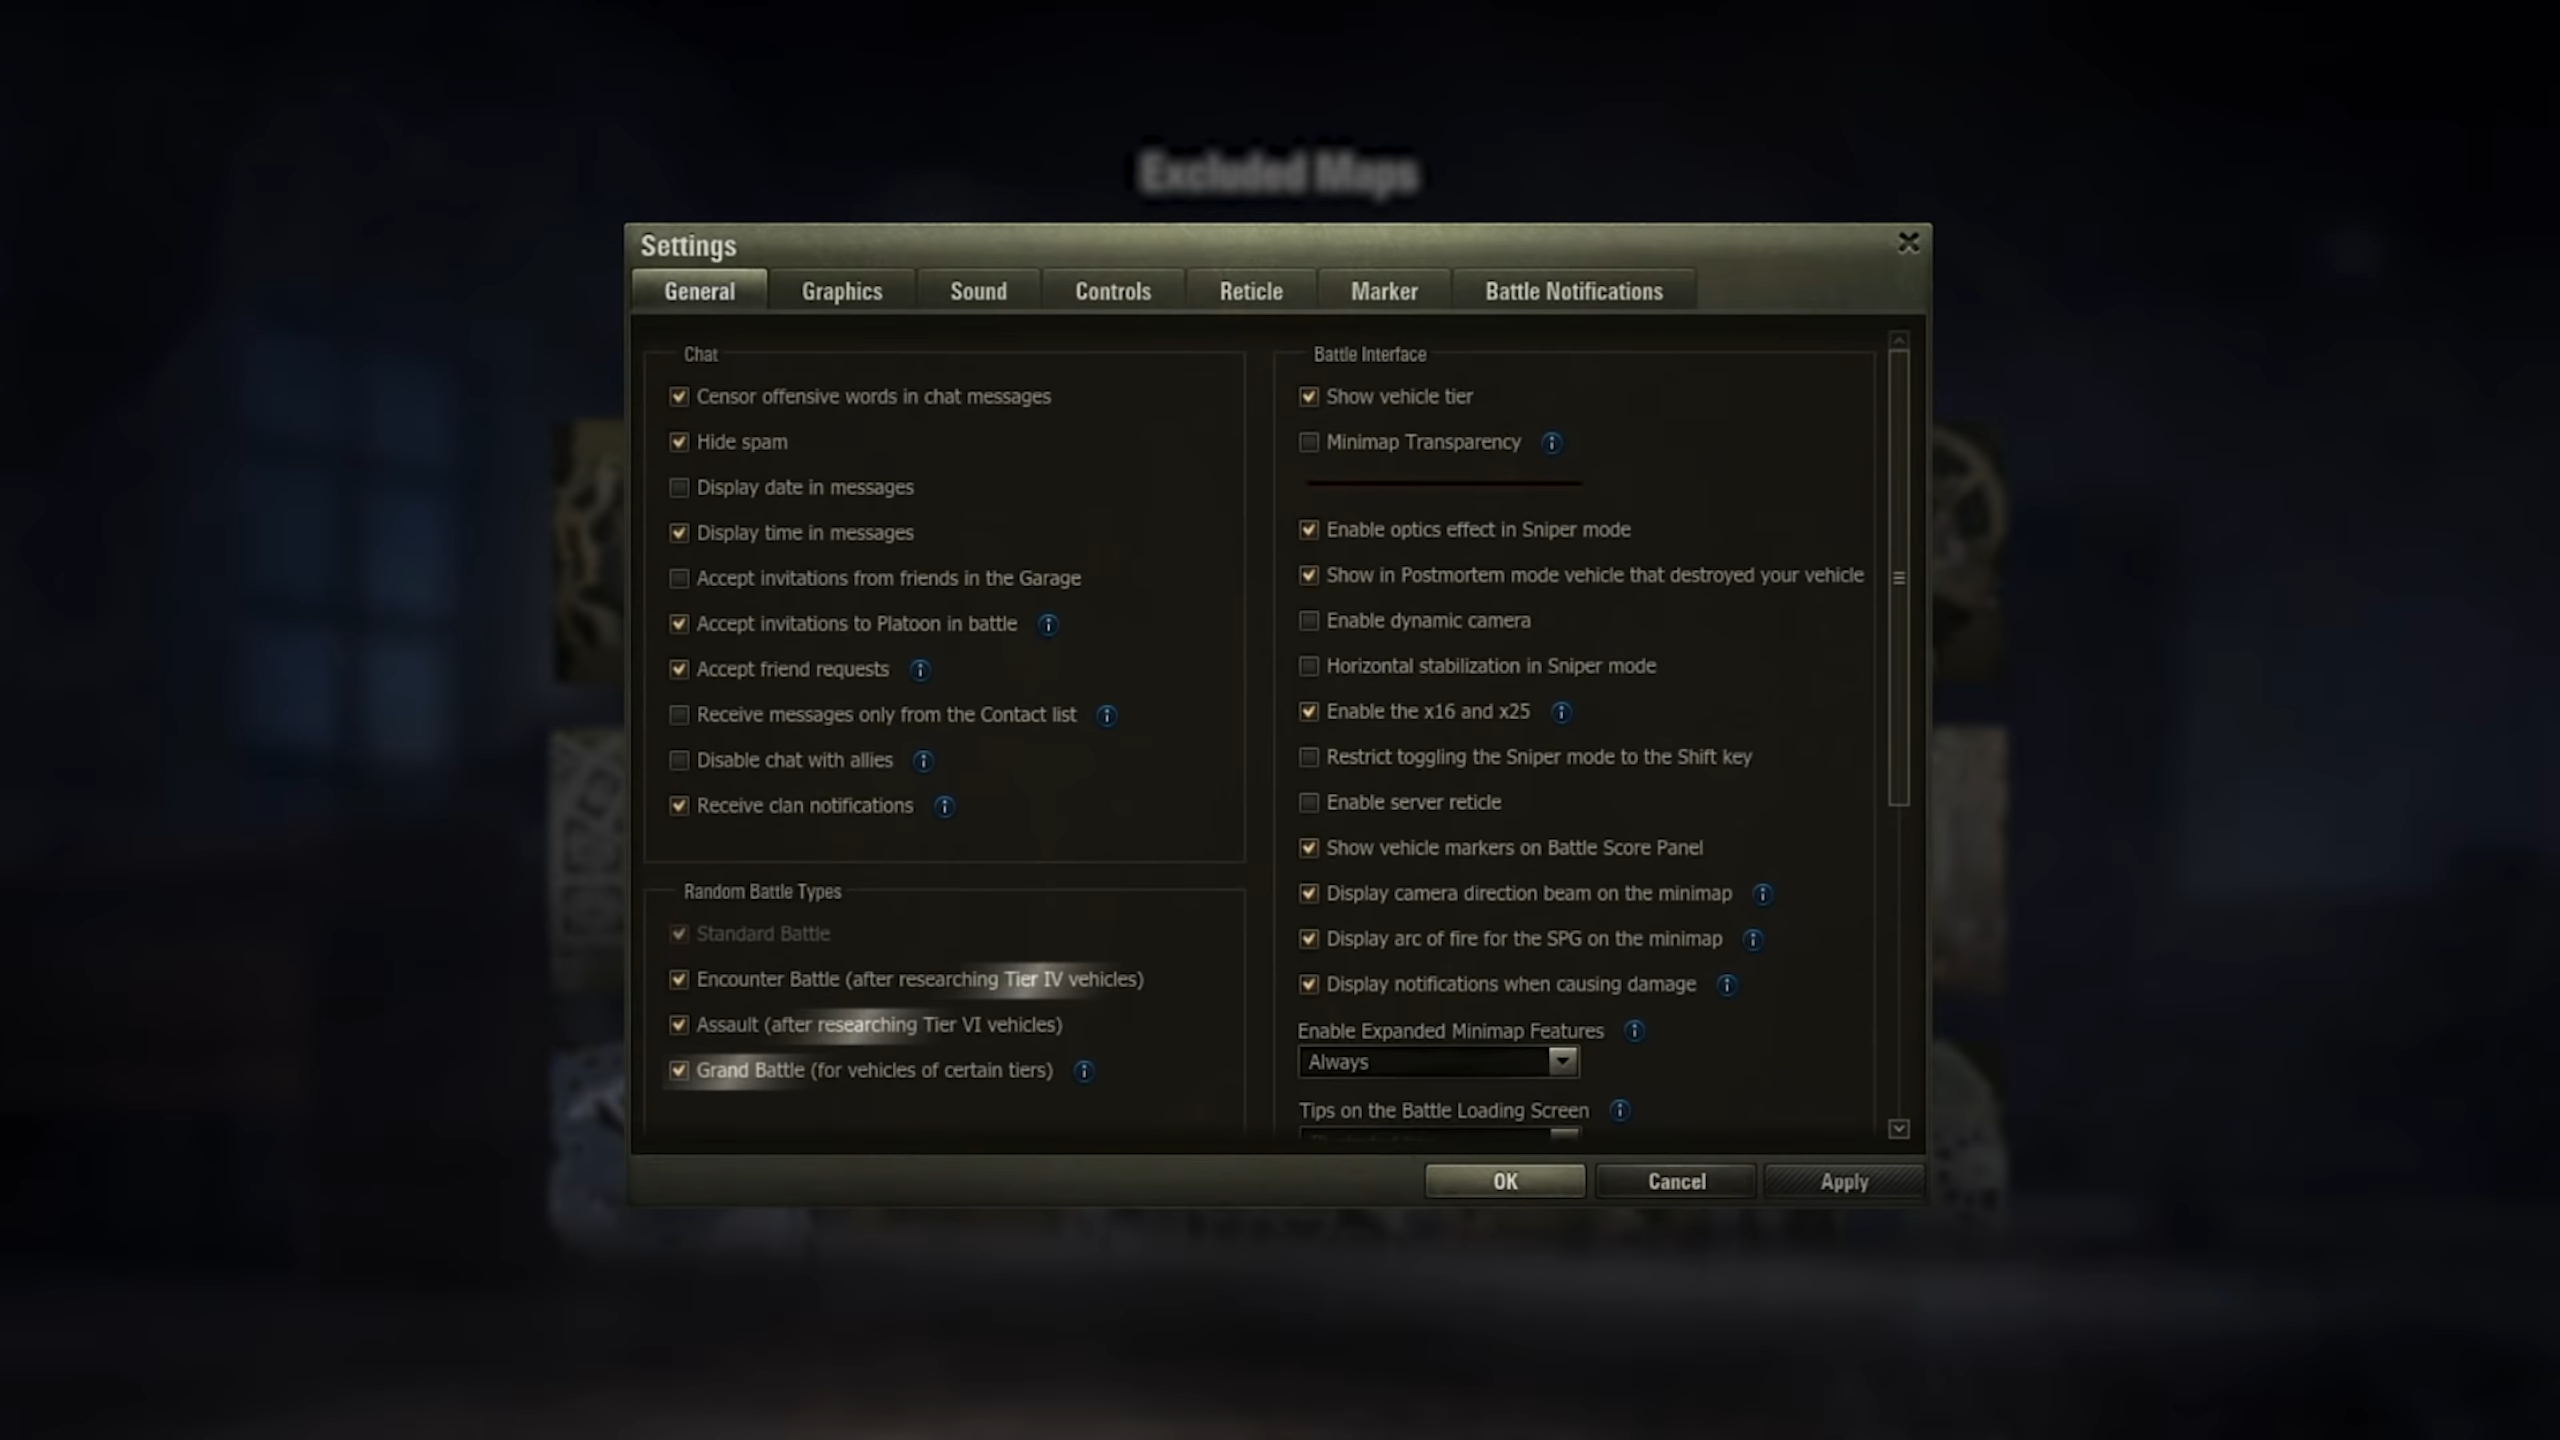 Excluded Maps
Settings
General
Graphics
Sound
Controls
Reticle
Marker
Battle Notifications
Chat
Censor offensive words in chat messages
Hide spam
Display date in messages
Display time in messages
Accept invitations from friends in the Garage
Accept invitations to Platoon in battle
Accept friend requests
Receive messages only from the Contact list
Disable chat with allies
Receive clan notifications
Random Battle Types
Standard Battle
Encounter Battle (after researching Tier IV vehicles)
Assault (after researching Tier VI vehicles)
Grand Battle (for vehicles of certain tiers)
Battle Interface
Show vehicle tier
Minimap Transparency
Enable optics effect in Sniper mode
Show in Postmortem mode vehicle that destroyed your vehicle
Enable dynamic camera
Horizontal stabilization in Sniper mode
Enable the x16 and x25
Restrict toggling the Sniper mode to the Shift key
Enable server reticle
Show vehicle markers on Battle Score Panel
Display camera direction beam on the minimap
Display arc of fire for the SPG on the minimap
Display notifications when causing damage
Enable Expanded Minimap Features
Always
Tips on the Battle Loading Screen
OK
Cancel
Apply